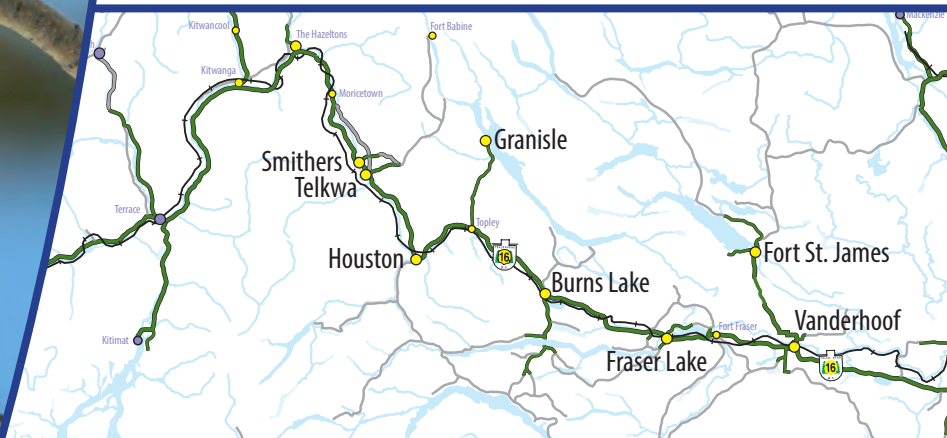 Kitwancool
The Hazeltons
Fort Babine
Mackenzie
Kitwanga
Moricetown
Granisle
Smithers
Telkwa
Terrace
Topley
Houston
16
Fort St. James
Burns Lake
Kitimat
Fort Fraser
Vanderhoof
Fraser Lake
16